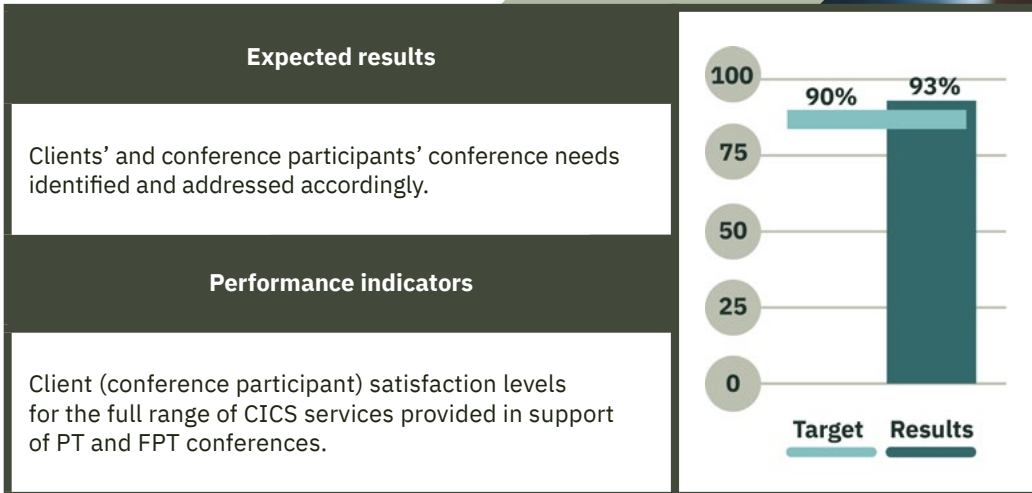 Expected results
Clients’ and conference participants’ conference needs
identified and addressed accordingly.
Performance indicators
Client (conference participant) satisfaction levels
for the full range of CICS services provided in support
of PT and FPT conferences.
100
90%
93%
75
50
25
0
Target
Results